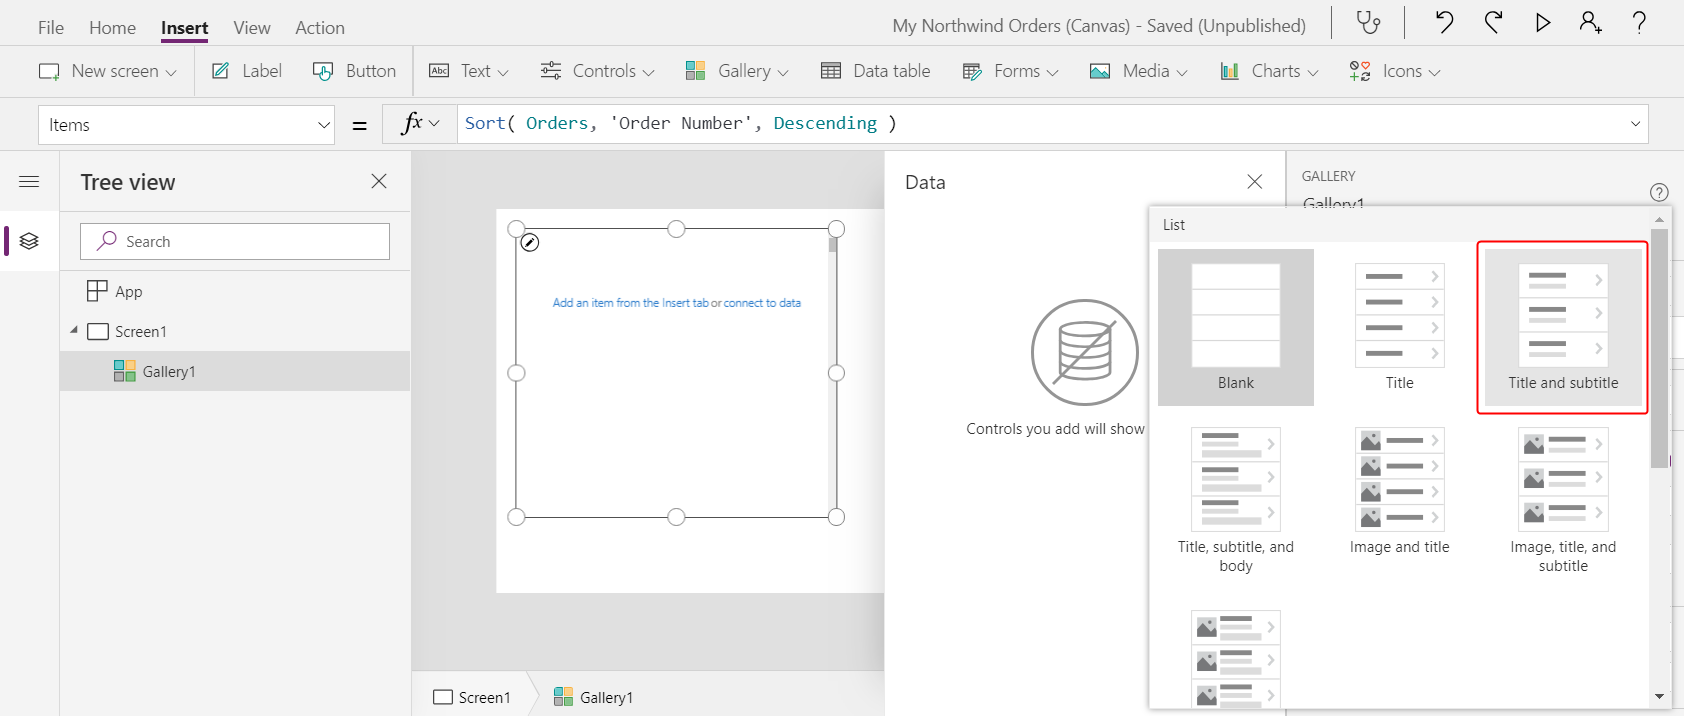 File Home Insert View Action
My Northwind Orders (Canvas) - Saved (Unpublished)
New screen Label Button Abc Text Controls Gallery Data table Forms Media Charts Icons
Items = fx Sort( Orders, 'Order Number', Descending )
Tree view
Search
App
Screen1
Gallery1
Add an item from the Insert tab or connect to data
Screen1 Gallery1
Data
Controls you add will show
GALLERY
Gallery1
List
Blank Title Title and subtitle
Title, subtitle, and body
Image and title
Image, title, and subtitle